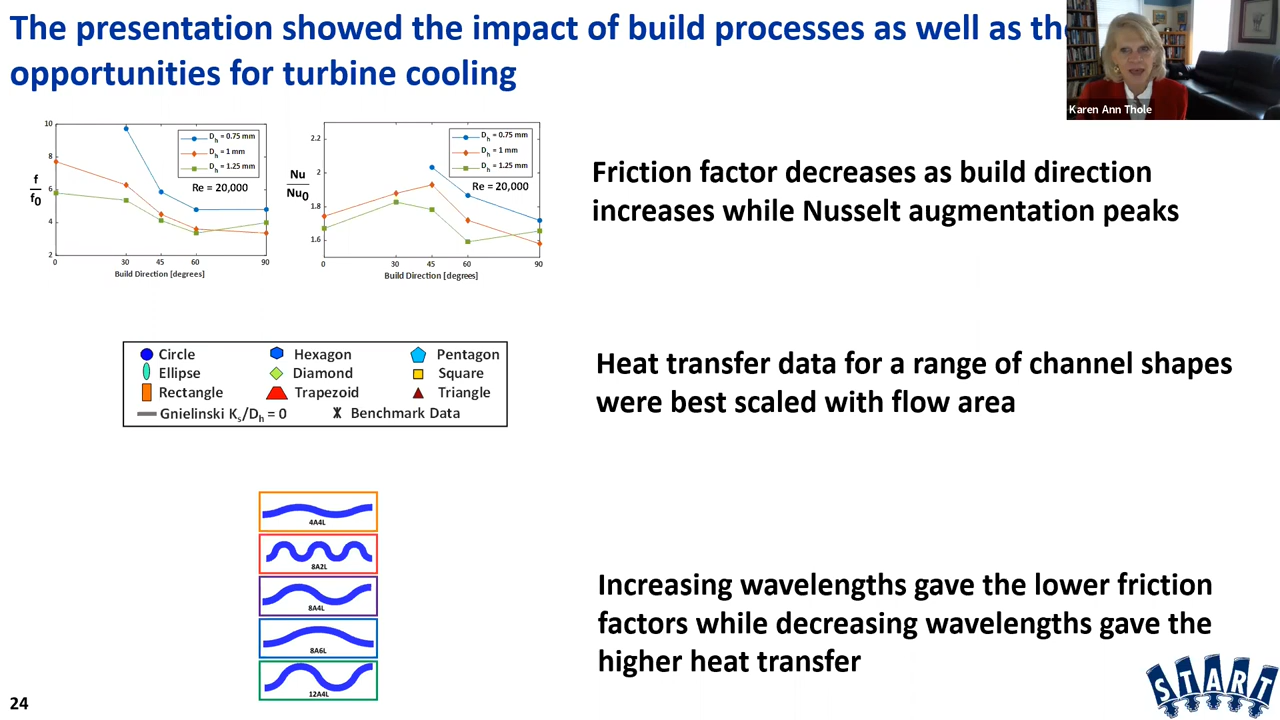 The presentation showed the impact of build processes as well as the
opportunities for turbine cooling
Karen Ann Thole
10
8
6
4
2
f
f0
Dh = 0.75 mm
Dh = 1 mm
Dh = 1.25 mm
Re = 20,000
0 30 45 60 90
Build Direction [degrees]
2.2
2
1.8
1.6
Nu
Nu0
Dh = 0.75 mm
Dh = 1 mm
Dh = 1.25 mm
Re = 20,000
0 30 45 60 90
Build Direction [degrees]
Friction factor decreases as build direction
increases while Nusselt augmentation peaks
Circle Hexagon Pentagon
Ellipse Diamond Square
Rectangle Trapezoid Triangle
Gnielinski Ks/Dh = 0 Benchmark Data
Heat transfer data for a range of channel shapes
were best scaled with flow area
4A4L
8A2L
8A4L
8A6L
12A4L
Increasing wavelengths gave the lower friction
factors while decreasing wavelengths gave the
higher heat transfer
24
START